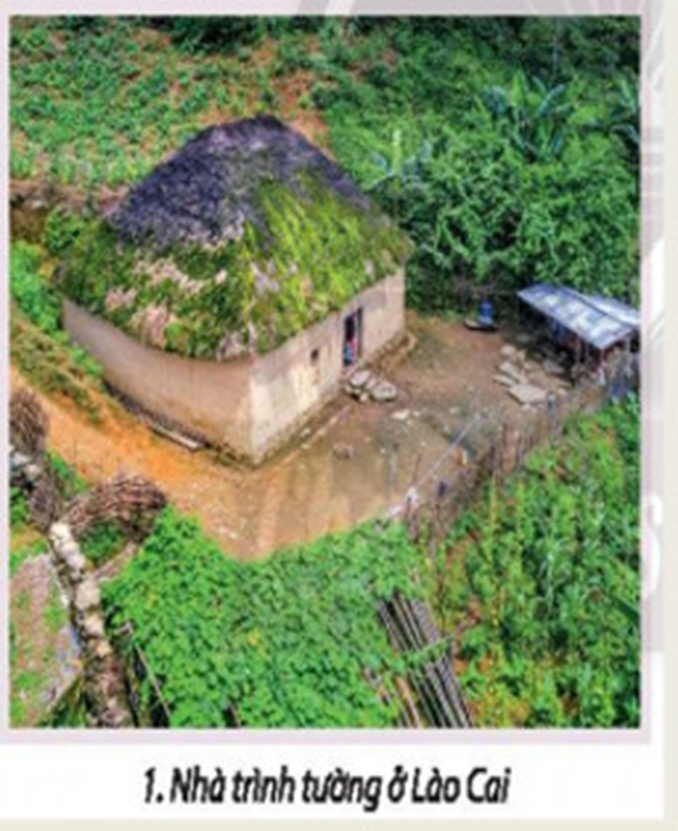 1. Nhà trình tường ở Lào Cai